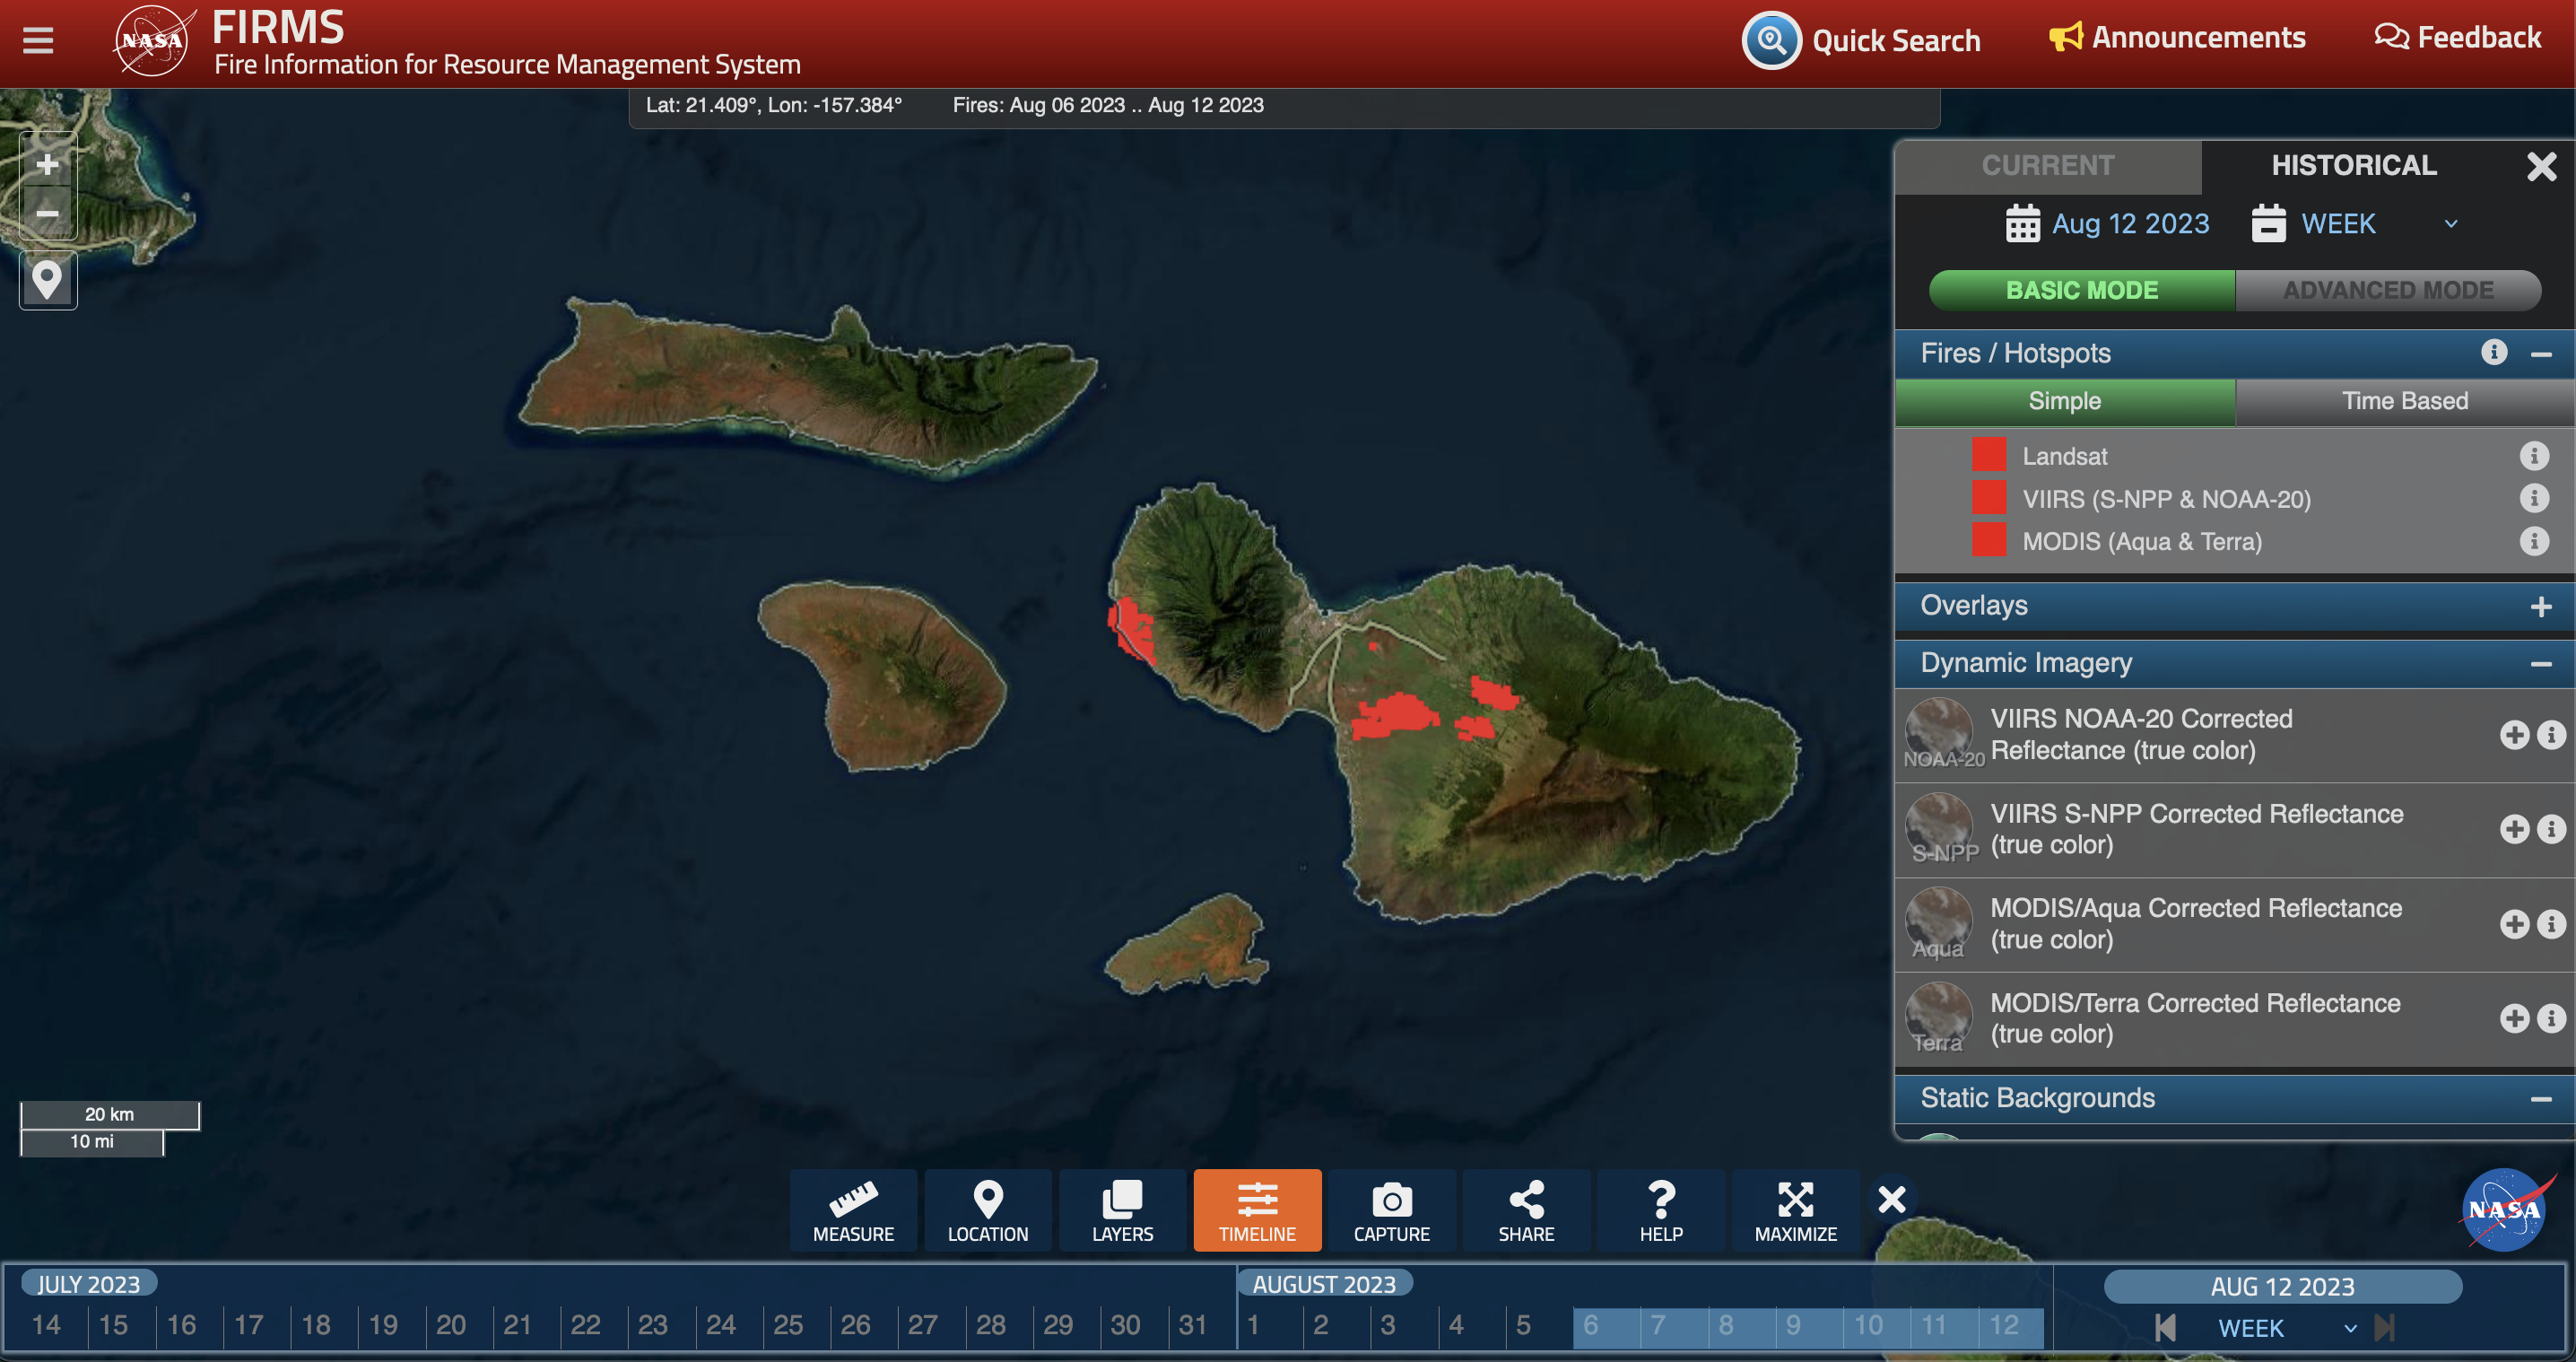 NASA
FIRMS
Fire Information for Resource Management System
Quick Search
Announcements
Feedback
Lat: 21.409°, Lon: -157.384°
Fires: Aug 06 2023 .. Aug 12 2023
CURRENT
HISTORICAL
Aug 12 2023
WEEK
BASIC MODE
ADVANCED MODE
Fires / Hotspots
Simple
Time Based
Landsat
VIIRS (S-NPP & NOAA-20)
MODIS (Aqua & Terra)
Overlays
Dynamic Imagery
NOAA-20
VIIRS NOAA-20 Corrected
Reflectance (true color)
S-NPP
VIIRS S-NPP Corrected Reflectance
(true color)
Aqua
MODIS/Aqua Corrected Reflectance
(true color)
Terra
MODIS/Terra Corrected Reflectance
(true color)
Static Backgrounds
20 km
10 mi
MEASURE
LOCATION
LAYERS
TIMELINE
CAPTURE
SHARE
HELP
MAXIMIZE
NASA
JULY 2023
14 15 16 17 18 19 20 21 22 23 24 25 26 27 28 29 30 31
AUGUST 2023
1 2 3 4 5 6 7 8 9 10 11 12
AUG 12 2023
WEEK